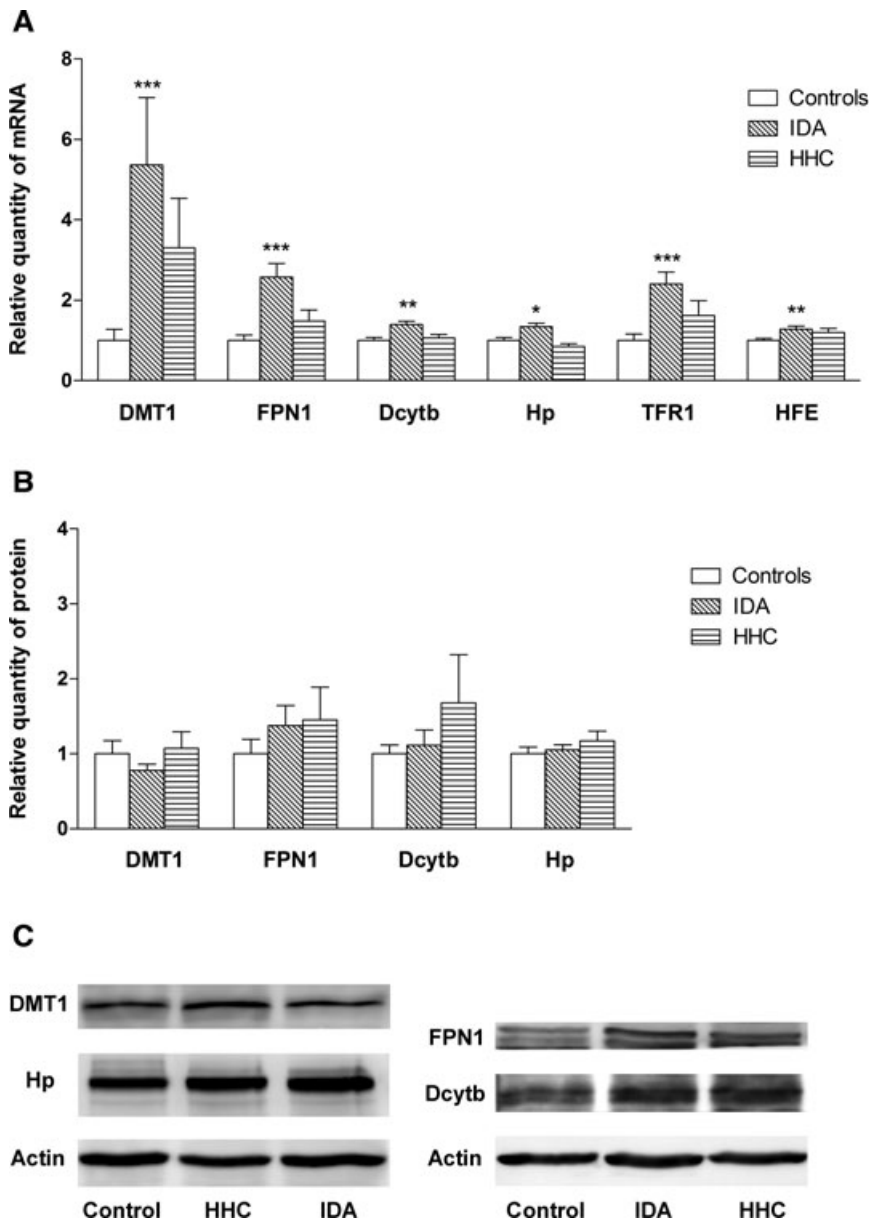 A
Relative quantity of mRNA
8
6
4
2
0
***
***
**
*
***
**
Controls
IDA
HHC
DMT1 FPN1 Dcytb Hp TFR1 HFE
B
Relative quantity of protein
4
3
2
1
0
Controls
IDA
HHC
DMT1 FPN1 Dcytb Hp
C
DMT1
Hp
Actin
Control HHC IDA
FPN1
Dcytb
Actin
Control IDA HHC